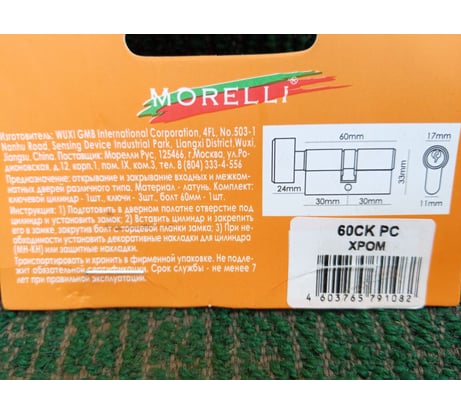 MORELLI®
Изготовитель: WUXI GMB International Corporation, 4FL, No.503-1
Nanhu Road, Sensing Device Industrial Park, Liangxi District,Wuxi,
Jiangsu, China. Поставщик: Морелли Рус, 125466, г.Москва, ул.Ро-
дионовская, д.12, корп.1, пом. IX, ком.3, тел. 8 (804) 333-4-556
Предназначение: открывание и закрывание входных и межком-
натных дверей различного типа. Материал - латунь. Комплект:
ключевой цилиндр - 1шт., ключи - 3шт., болт 60мм - 1 шт.
Инструкция: 1) Подготовить в дверном полотне отверстие под
цилиндр и установить замок; 2) Вставить цилиндр и закрепить
его в замке, закрутив болт с торцевой планки замка; 3) При не-
обходимости установить декоративные накладки для цилиндра
(MH-KH) или защитные накладки.
Транспортировать и хранить в фирменной упаковке. Не подле-
жит обязательной сертификации. Срок службы - не менее 7
лет при правильной эксплуатации.
60mm
17mm
33mm
24mm
30mm
30mm
11mm
60CK PC
ХРОМ
4 603765 791082